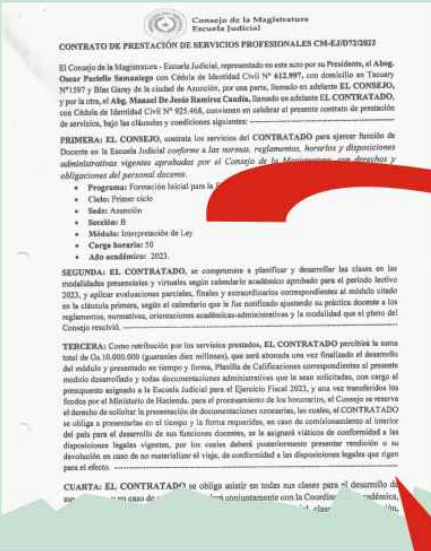 Consejo de la Magistratura
Escuela Judicial
CONTRATO DE PRESTACIÓN DE SERVICIOS PROFESIONALES CM-EJ/D72/2023
El Consejo de la Magistratura - Escuela Judicial, representado en este auto por su Presidente, el Abog.
Oscar Paciello Samaniego con Cédula de Identidad Civil N° 612.997, con domicilio en Tacuary
N°1597 y Blas Garay de la ciudad de Asunción, por una parte, llamado en adelante EL CONSEJO,
y por la otra, el Abg. Manuel De Jesús Ramírez Candia, llamado en adelante EL CONTRATADO,
con Cédula de Identidad Civil N° 925.468, convienen en celebrar el presente contrato de prestación
de servicios, bajo las cláusulas y condiciones siguientes:
PRIMERA: EL CONSEJO, contrata los servicios del CONTRATADO para ejercer función de
Docente en la Escuela Judicial conforme a las normas, reglamentos, horarios y disposiciones
administrativas vigentes aprobadas por el Consejo de la Magistratura, con derechos y
obligaciones del personal docente.
• Programa: Formación Inicial para la
• Ciclo: Primer ciclo
• Sede: Asunción
• Sección: B
• Módulo: Interpretación de Ley
• Carga horaria: 50
• Año académico: 2023.
SEGUNDA: EL CONTRATADO, se compromete a planificar y desarrollar las clases en las
modalidades presenciales y virtuales según calendario académico aprobado para el periodo lectivo
2023, y aplicar evaluaciones parciales, finales y extraordinarios correspondientes al módulo citado
en la cláusula primera, según el calendario que le fue notificado ajustando su práctica docente a los
reglamentos, normativas, orientaciones académicas-administrativas y la modalidad que el pleno del
Consejo resolvió.
TERCERA: Como retribución por los servicios prestados, EL CONTRATADO percibirá la suma
total de Gs.10.000.000 (guaraníes diez millones), que será abonada una vez finalizado el desarrollo
del módulo y presentado en tiempo y forma, Planilla de Calificaciones correspondientes al presente
modulo desarrollado y todas documentaciones administrativas que le sean solicitadas, con cargo al
presupuesto asignado a la Escuela Judicial para el Ejercicio Fiscal 2023, y una vez transferidos los
fondos por el Ministerio de Hacienda. para el procesamiento de los honorarios, el Consejo se reserva
el derecho de solicitar la presentación de documentaciones necesarias, las cuales, el CONTRATADO
se obliga a presentarlas en el tiempo y la forma requeridas, en caso de comisionamiento al interior
del país para el desarrollo de sus funciones docentes, se le asignará viáticos de conformidad a las
disposiciones legales vigentes, por los cuales deberá posteriormente presentar rendición o su
devolución en caso de no materializar el viaje, de conformidad a las disposiciones legales que rigen
para el efecto.
CUARTA: EL CONTRATADO se obliga asistir en todas sus clases para el desarrollo de
en caso de conjuntamente con la